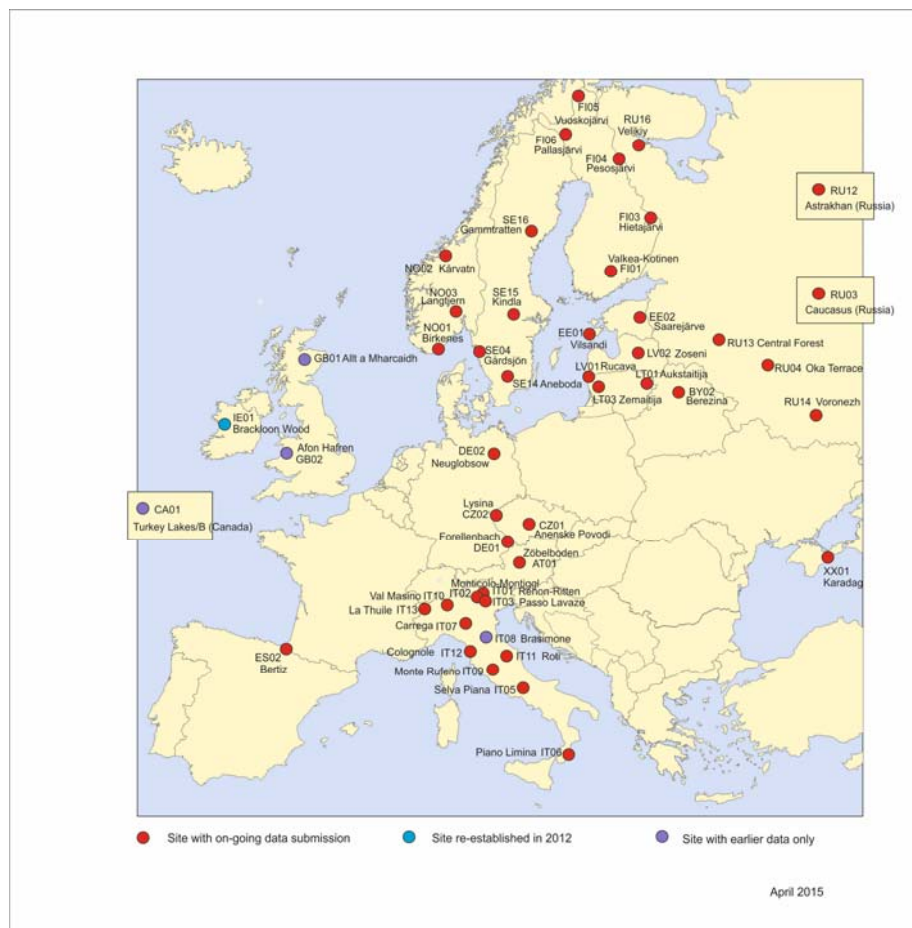 FI05
Vuoskojärvi
RU16
Velikiy
FI06
Pallasjärvi
FI04
Pesosjärvi
RU12
Astrakhan (Russia)
FI03
Hietajärvi
SE16
Gammtratten
Valkea-Kotinen
FI01
NO02 Kårvatn
NO03
Langtjern
SE15
Kindla
RU03
Caucasus (Russia)
EE02
Saarejärve
EE01
Vilsandi
NO01
Birkenes
RU13 Central Forest
SE04
Gårdsjön
LV02 Zoseni
GB01 Allt a Mharcaidh
RU04 Oka Terrace
LV01 Rucava
LT01 Aukstaitija
SE14 Aneboda
LT03 Zemaitija
BY02
Berezina
RU14 Voronezh
IE01
Brackloon Wood
Afon Hafren
GB02
DE02
Neuglobsow
CA01
Turkey Lakes/B (Canada)
Lysina
CZ02
CZ01
Anenske Povodi
Forellenbach
DE01
Zöbelboden
AT01
XX01
Karadag
Monticolo-Montiggl
IT02
IT01 Renon-Ritten
Val Masino IT10
IT03 Passo Lavaze
La Thuile IT13
Carrega IT07
IT08 Brasimone
ES02
Bertiz
Colognole IT12
IT11 Roti
Monte Rufeno IT09
Selva Piana IT05
Piano Limina IT06
Site with on-going data submission
Site re-established in 2012
Site with earlier data only
April 2015